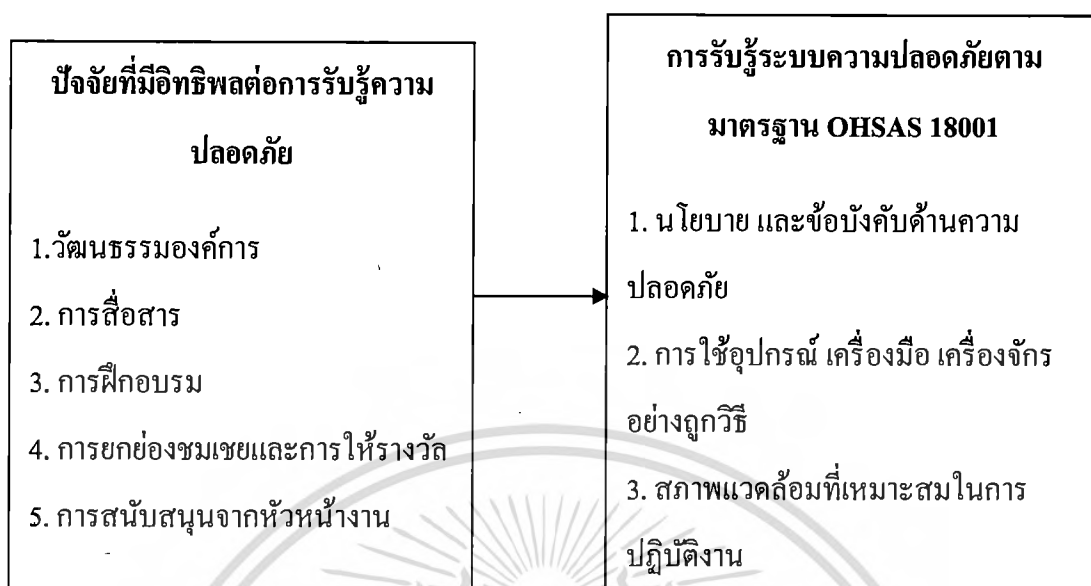 ปัจจัยที่มีอิทธิพลต่อการรับรู้ความ
ปลอดภัย
1.วัฒนธรรมองค์การ
2. การสื่อสาร
3. การฝึกอบรม
4. การยกย่องชมเชยและการให้รางวัล
5. การสนับสนุนจากหัวหน้างาน
การรับรู้ระบบความปลอดภัยตาม
มาตรฐาน OHSAS 18001
1. นโยบาย และข้อบังคับด้านความ
ปลอดภัย
2. การใช้อุปกรณ์ เครื่องมือ เครื่องจักร
อย่างถูกวิธี
3. สภาพแวดล้อมที่เหมาะสมในการ
ปฏิบัติงาน